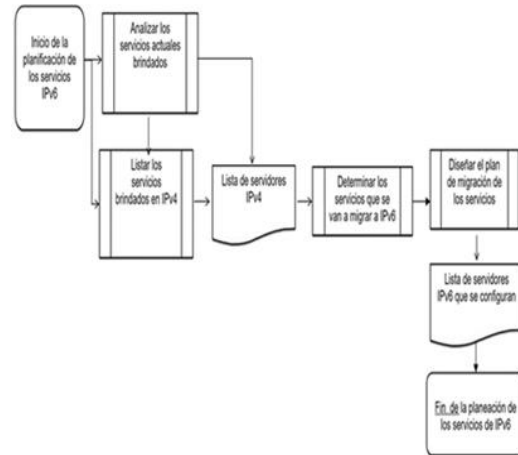 Inicio de la
planificación de
los servicios
IPv6
Analizar los
servicios actuales
brindados
Listar los
servicios
brindados en IPv4
Lista de servidores
IPv4
Determinar los
servicios que se
van a migrar a IPv6
Diseñar el plan
de migración de
los servicios
Lista de servidores
IPv6 que se configuran
Fin de la planeación de
los servicios de IPv6